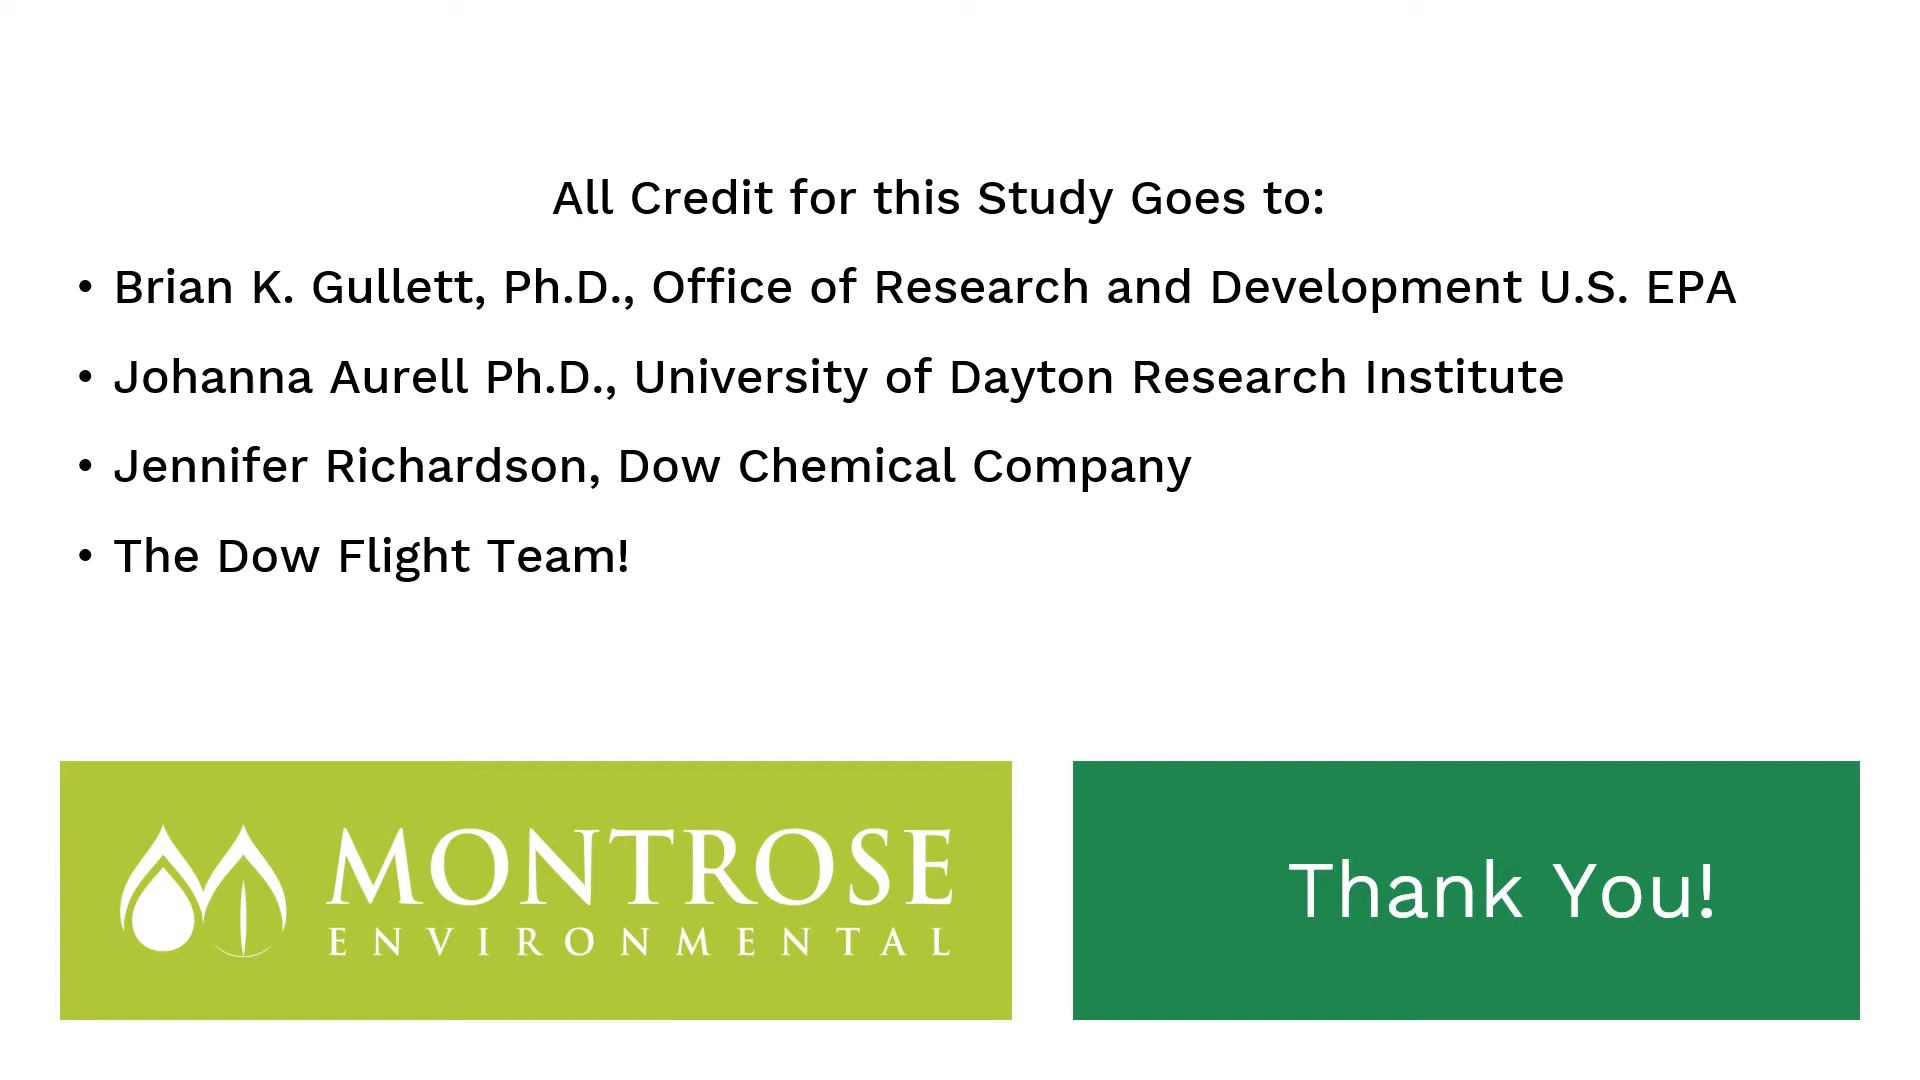 All Credit for this Study Goes to:
• Brian K. Gullett, Ph.D., Office of Research and Development U.S. EPA
• Johanna Aurell Ph.D., University of Dayton Research Institute
• Jennifer Richardson, Dow Chemical Company
• The Dow Flight Team!
MONTROSE
ENVIRONMENTAL
Thank You!